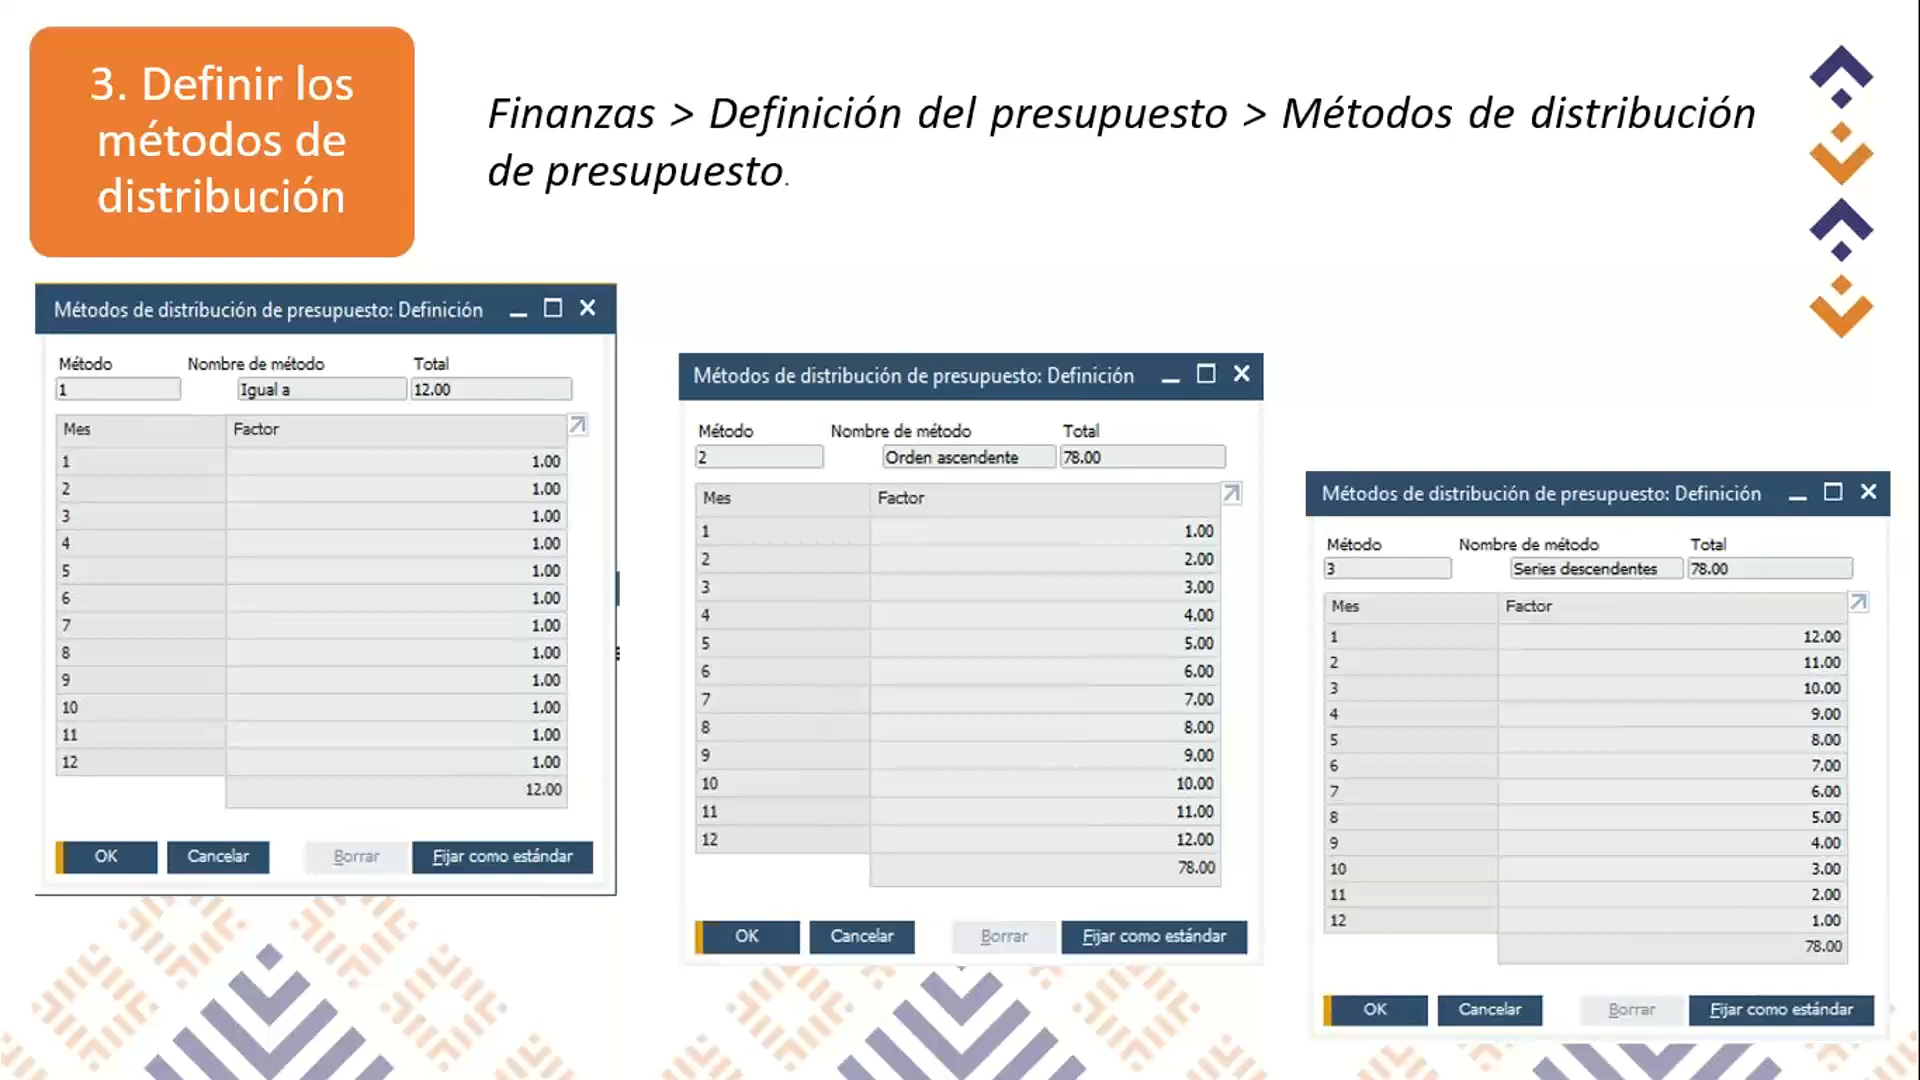 3. Definir los
métodos de
distribución
Finanzas > Definición del presupuesto > Métodos de distribución
de presupuesto.
Métodos de distribución de presupuesto: Definición
Método Nombre de método Total
1 Igual a 12.00
Mes Factor
1 1.00
2 1.00
3 1.00
4 1.00
5 1.00
6 1.00
7 1.00
8 1.00
9 1.00
10 1.00
11 1.00
12 1.00
12.00
OK Cancelar Borrar Fijar como estándar
Métodos de distribución de presupuesto: Definición
Método Nombre de método Total
2 Orden ascendente 78.00
Mes Factor
1 1.00
2 2.00
3 3.00
4 4.00
5 5.00
6 6.00
7 7.00
8 8.00
9 9.00
10 10.00
11 11.00
12 12.00
78.00
OK Cancelar Borrar Fijar como estándar
Métodos de distribución de presupuesto: Definición
Método Nombre de método Total
3 Series descendentes 78.00
Mes Factor
1 12.00
2 11.00
3 10.00
4 9.00
5 8.00
6 7.00
7 6.00
8 5.00
9 4.00
10 3.00
11 2.00
12 1.00
78.00
OK Cancelar Borrar Fijar como estándar